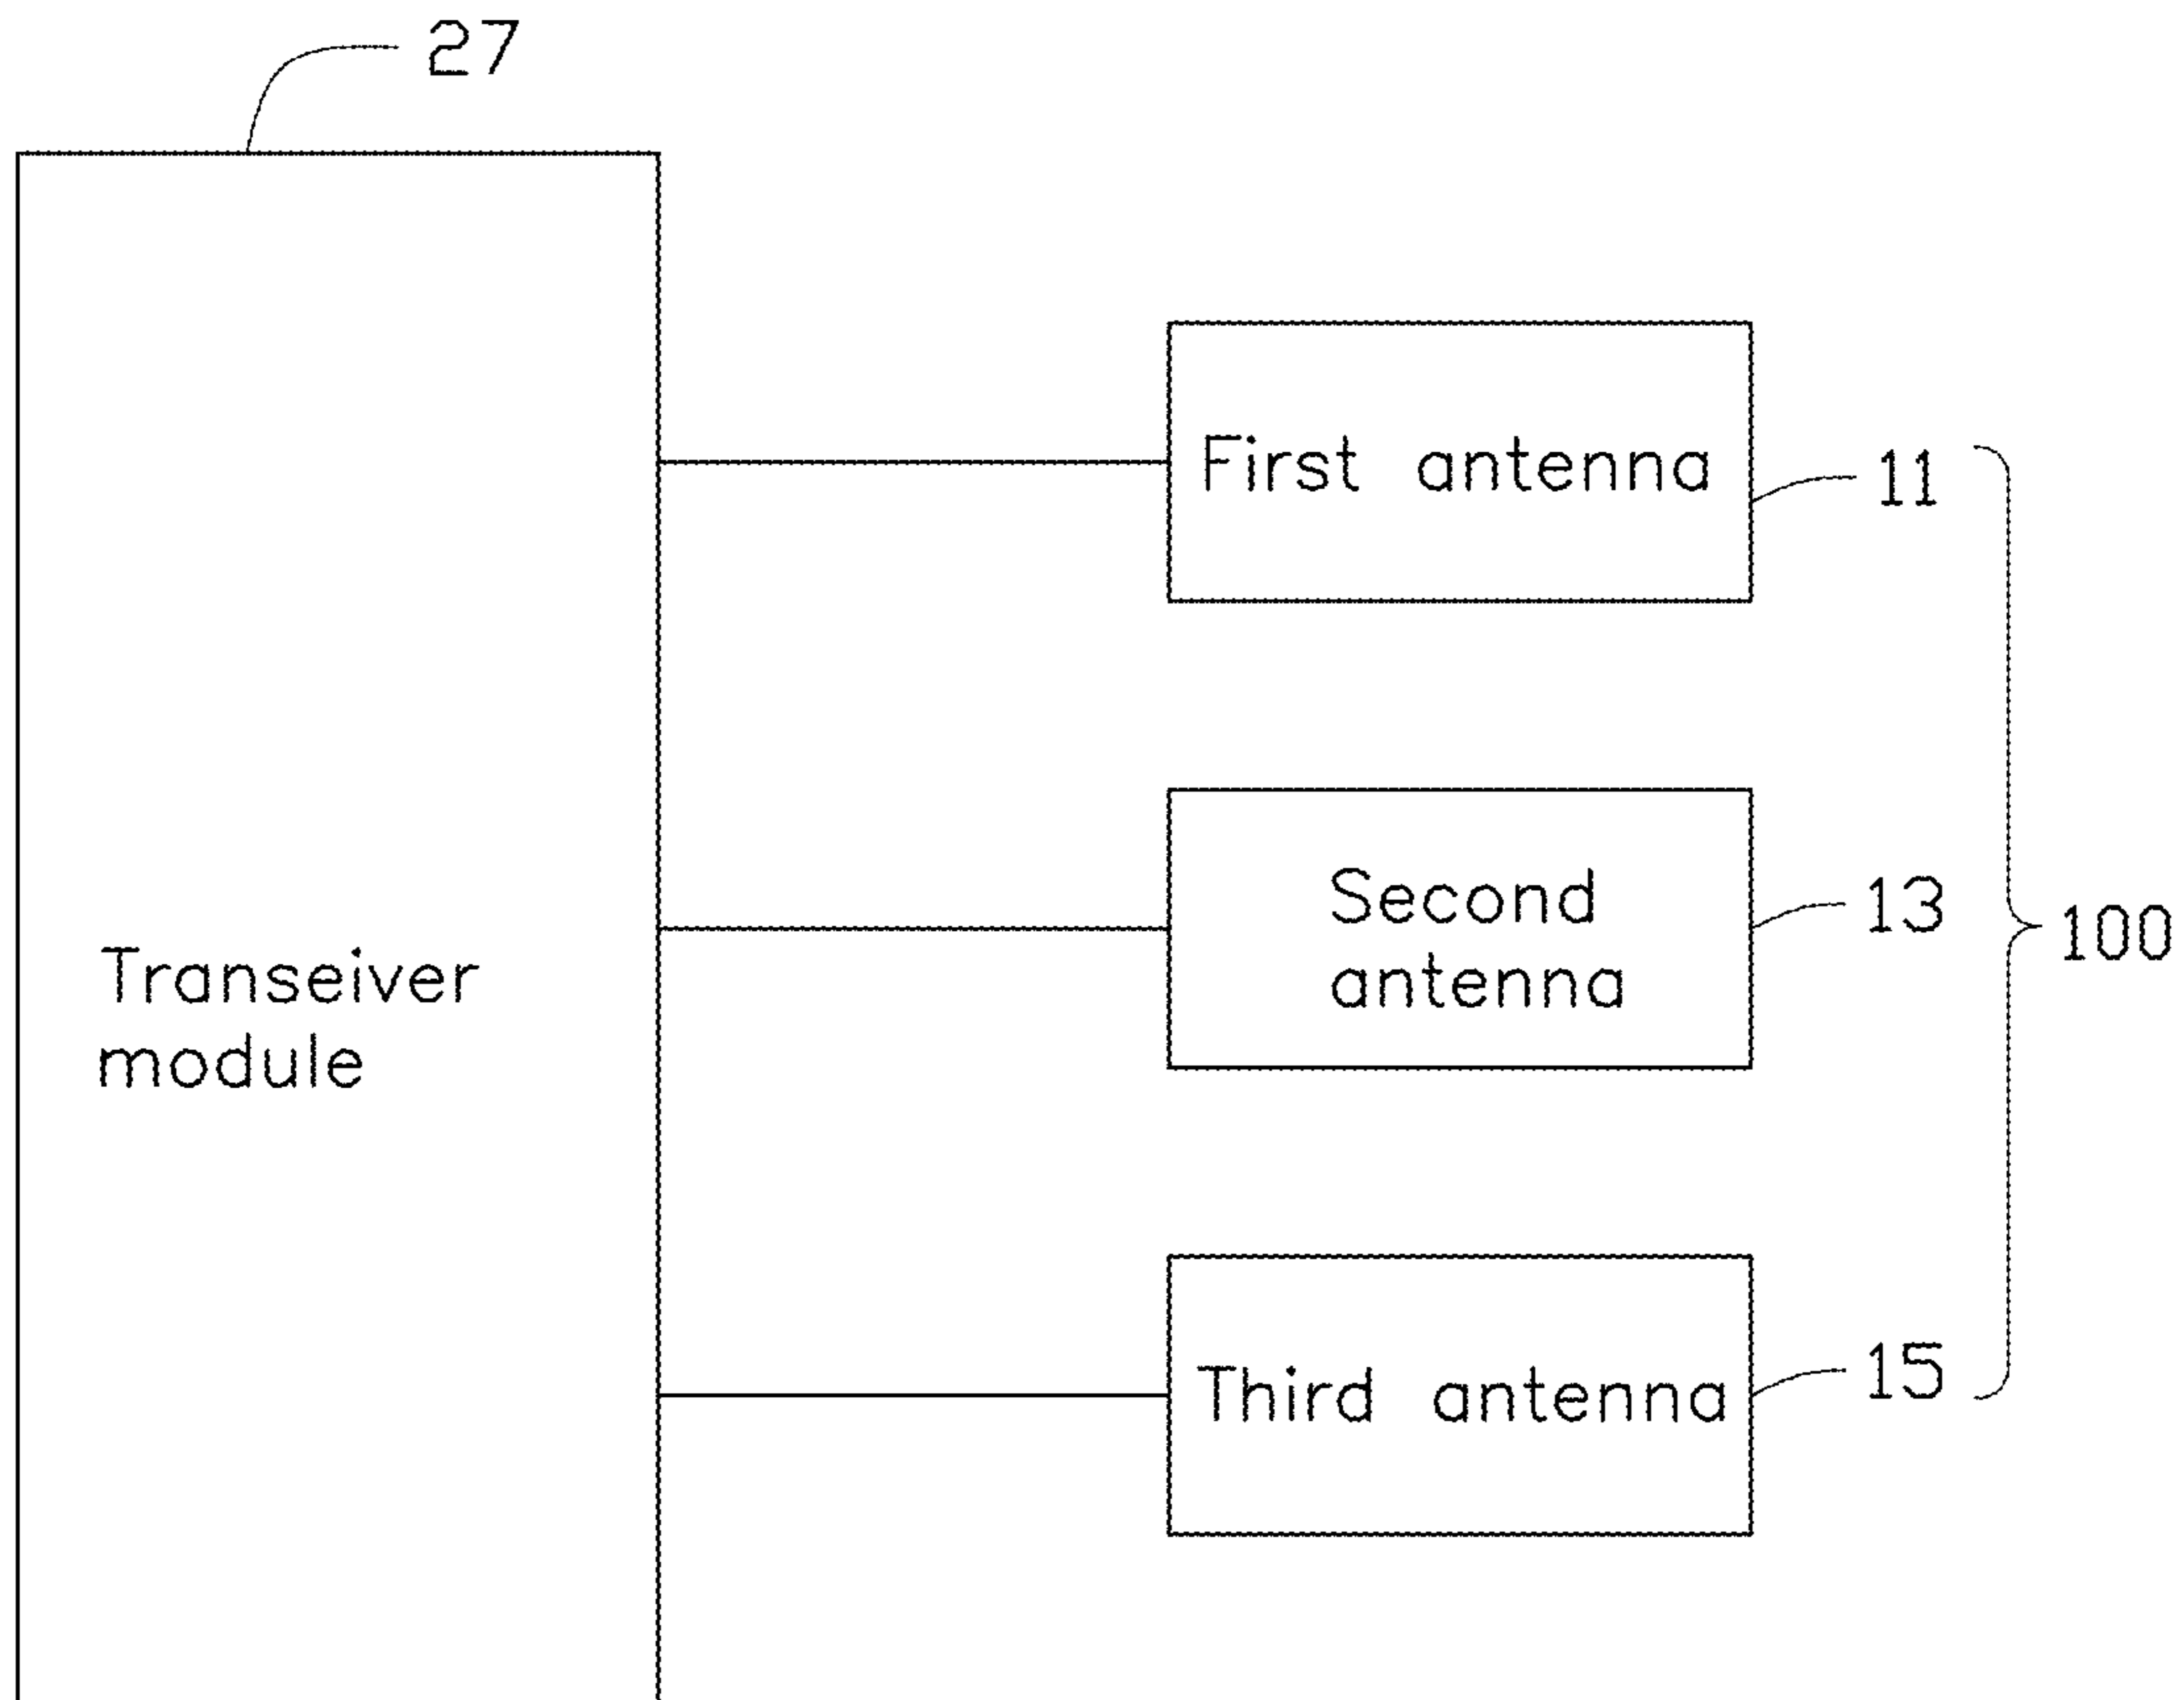 27
First antenna
11
Second
antenna
13
100
Transeiver
module
Third antenna
15